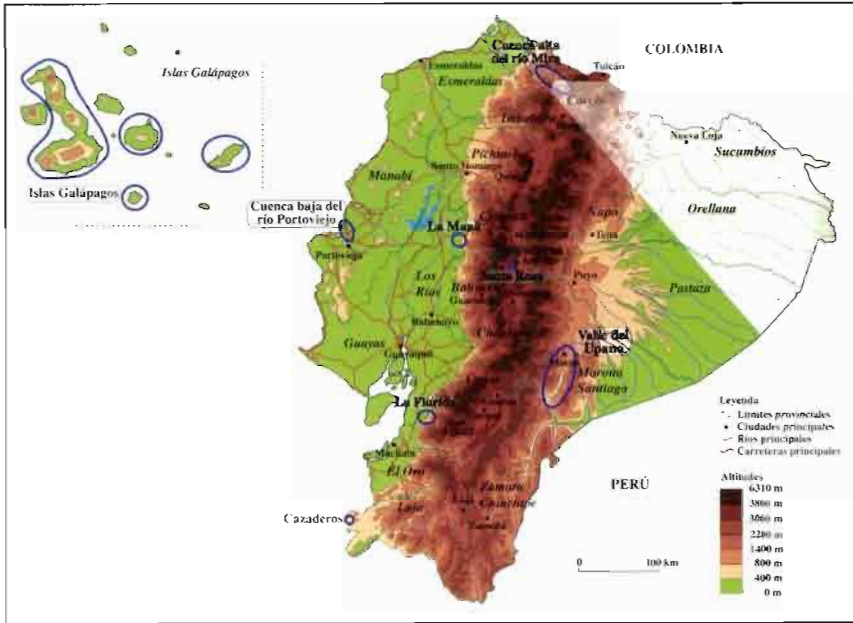 Islas Galápagos
Islas Galápagos
Cuenca alta
del río Mira
COLOMBIA
Tulcán
Esmeraldas
Esmeraldas
Carchi
Imbabura
Nueva Loja
Sucumbíos
Pichincha
Santo Domingo
Manabí
Orellana
Napo
Cuenca baja del
río Portoviejo
La Maná
Tena
Portoviejo
Santa Rosa
Puyo
Pastaza
Los
Ríos
Babahoyo
Guayas
Guayaquil
Valle del
Upano
Morona
Santiago
La Florida
Machala
El Oro
Loja
Loja
Zamora
Chinchipe
Zamora
Cazaderos
PERÚ
Leyenda
Límites provinciales
Ciudades principales
Ríos principales
Carreteras principales
Altitudes
6310 m
3800 m
3000 m
2200 m
1400 m
800 m
400 m
0 m
0 100 km